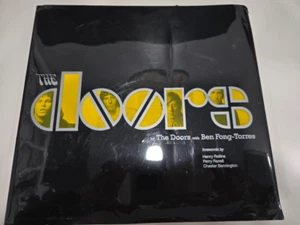 THE
doors
by The Doors with Ben Fong-Torres
forewords by
Henry Rollins
Perry Farrell
Chester Bennington